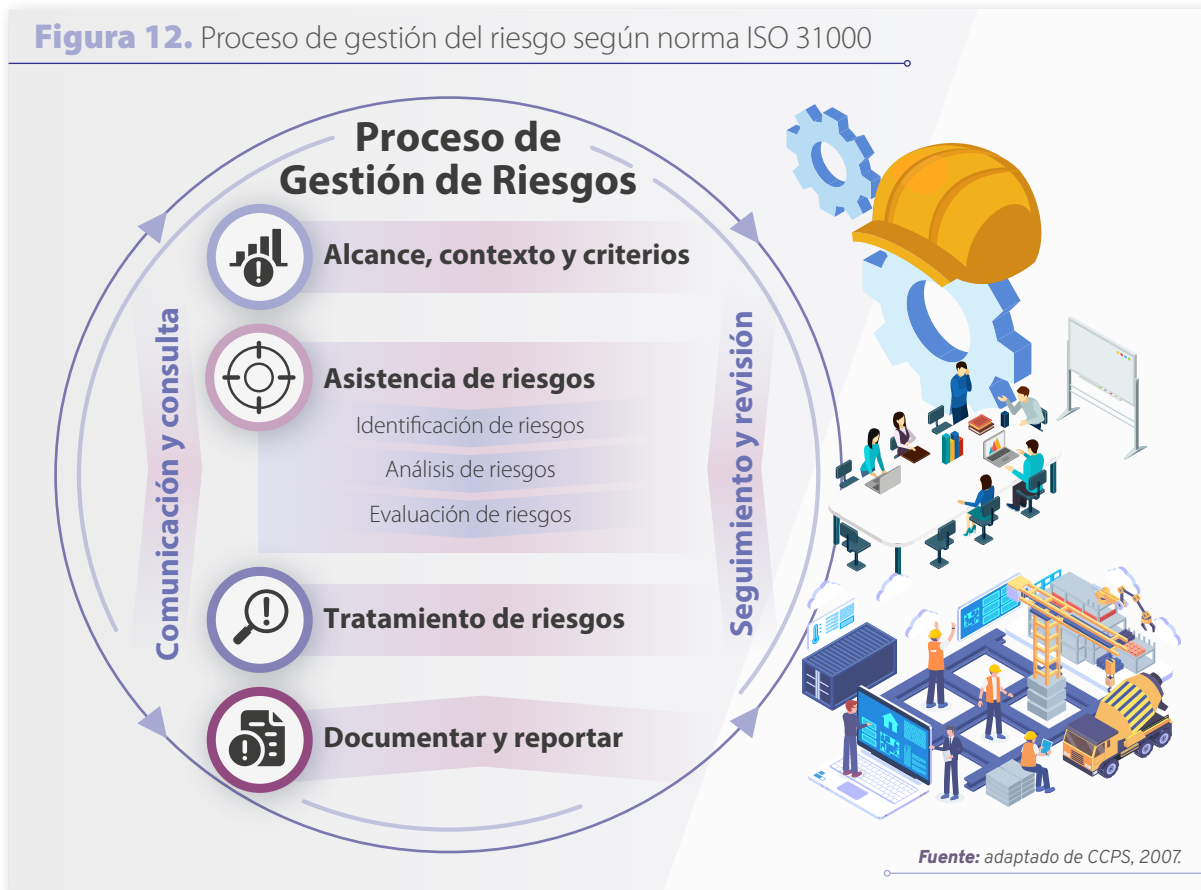 Figura 12. Proceso de gestión del riesgo según norma ISO 31000
Proceso de
Gestión de Riesgos
Alcance, contexto y criterios
Comunicación y consulta
Asistencia de riesgos
Identificación de riesgos
Análisis de riesgos
Evaluación de riesgos
Seguimiento y revisión
Tratamiento de riesgos
Documentar y reportar
Fuente: adaptado de CCPS, 2007.